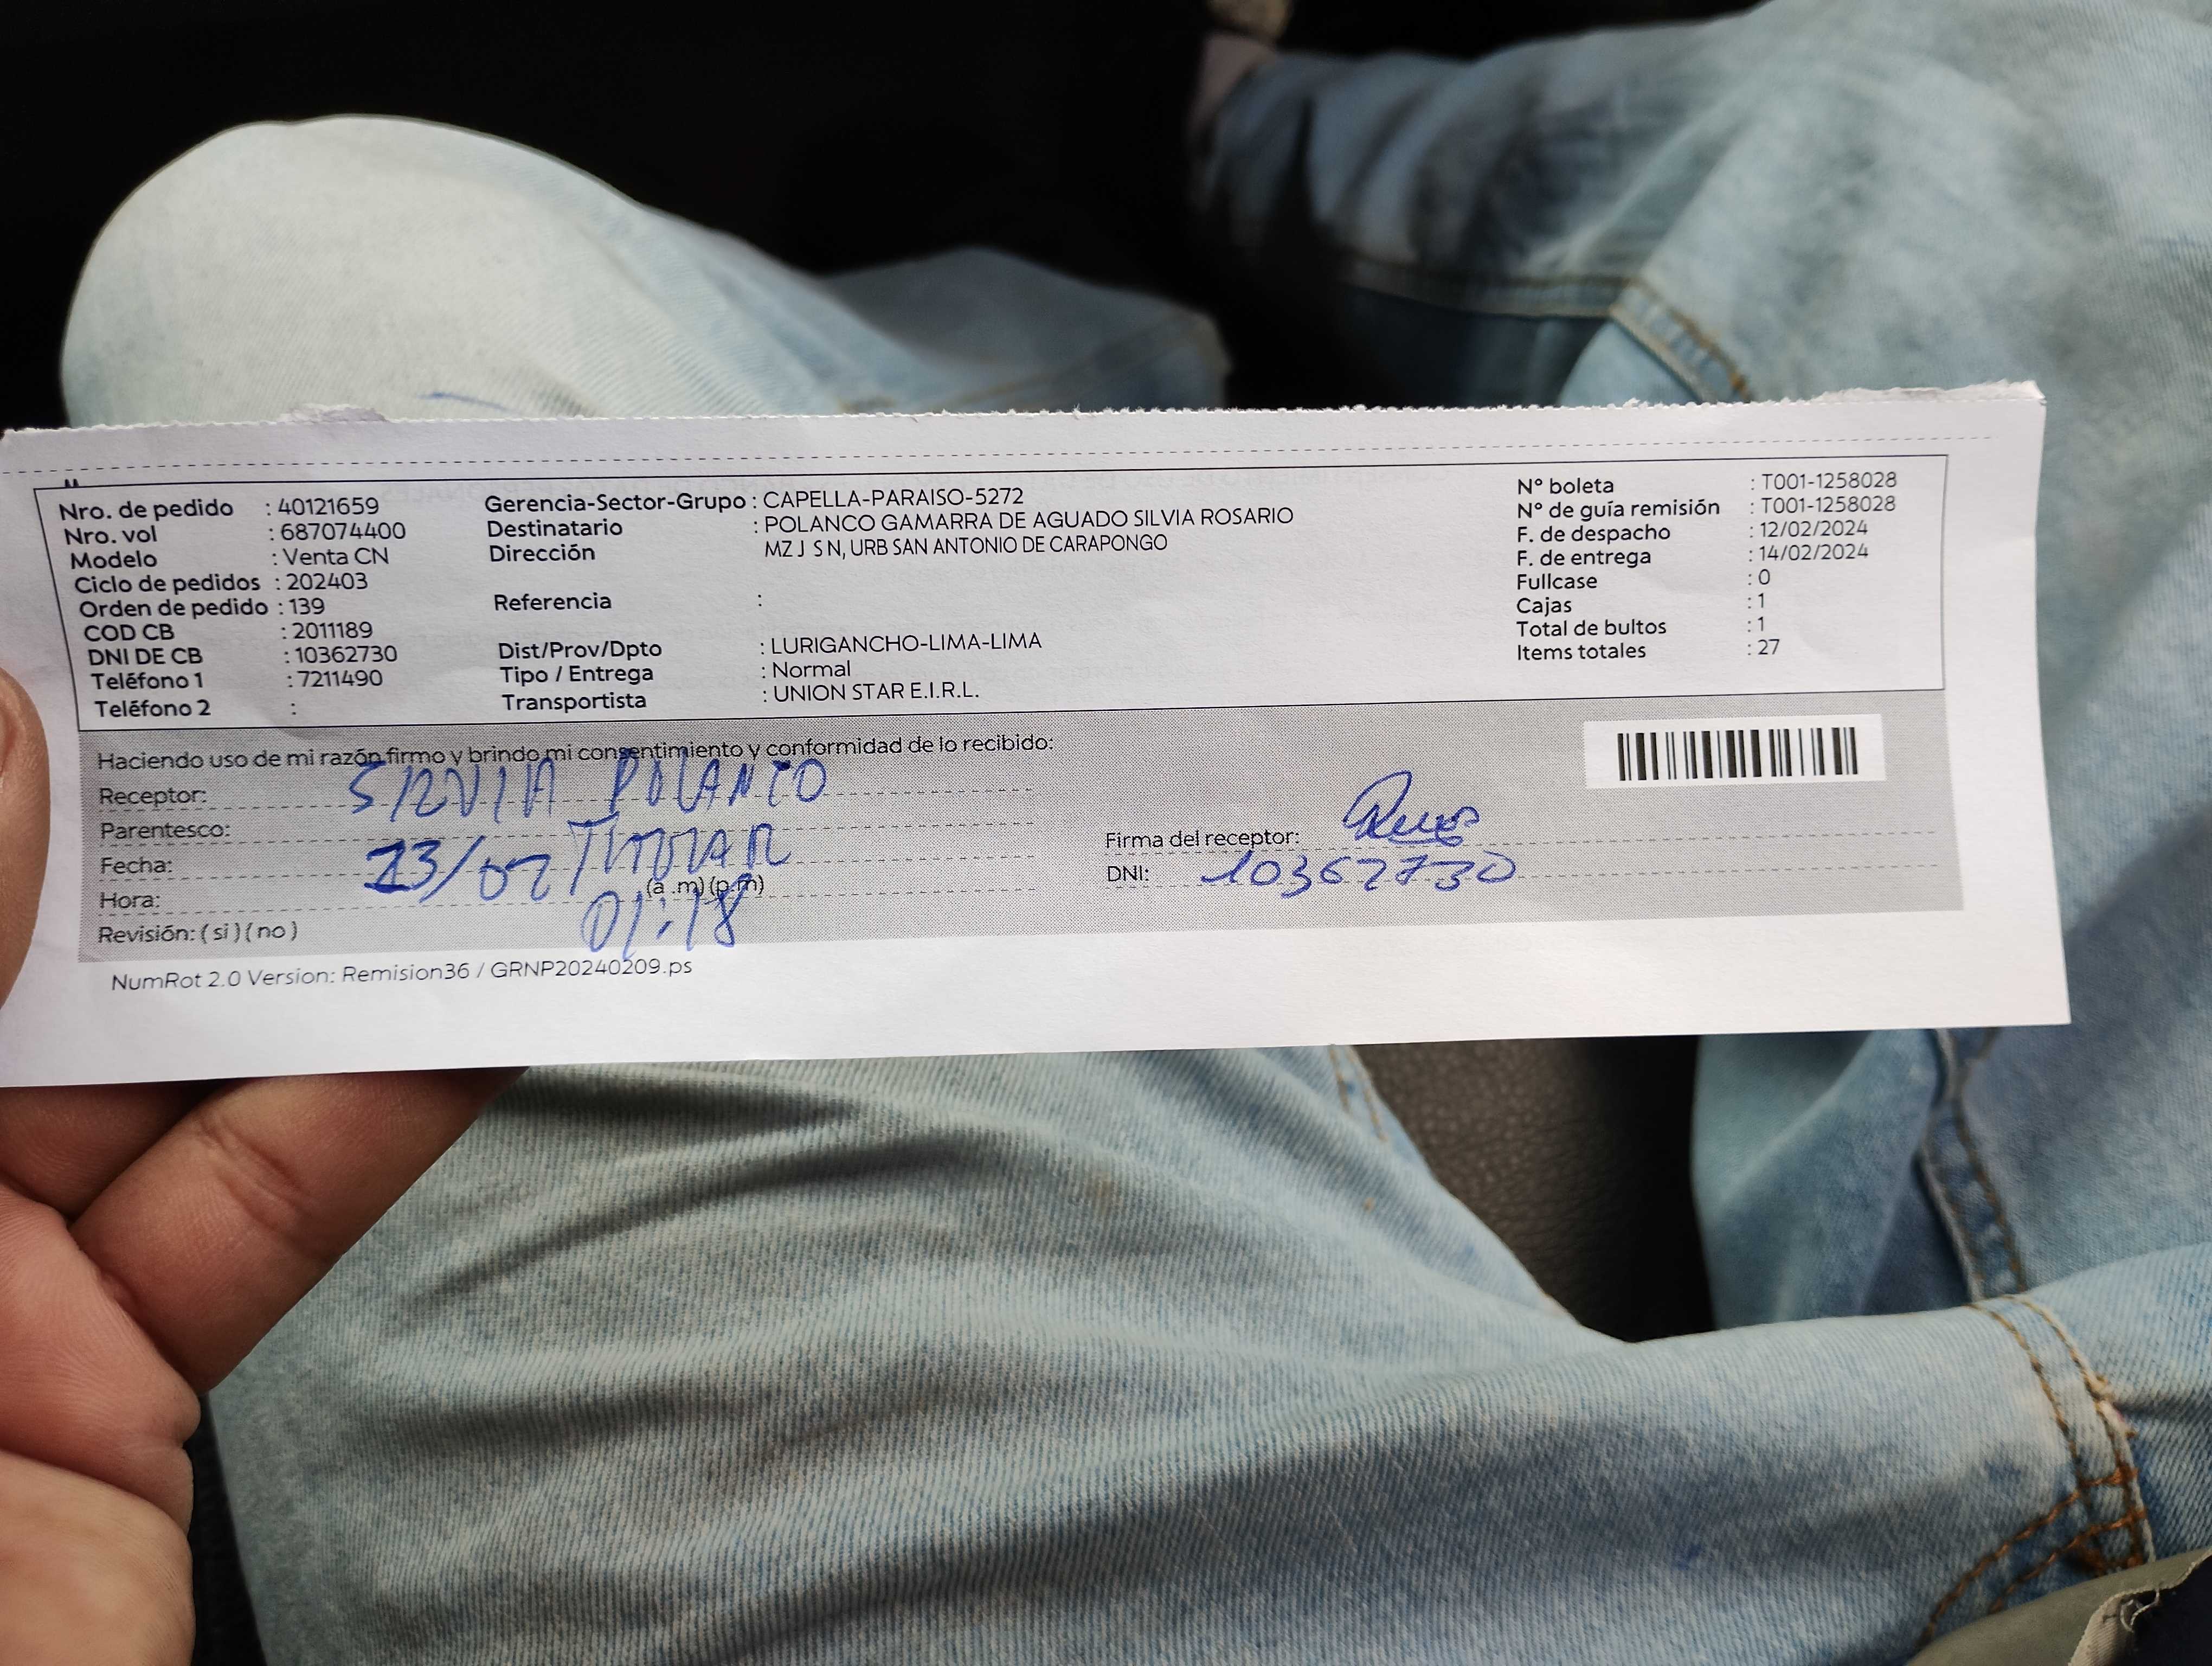 Nro. de pedido : 40121659
Nro. vol : 687074400
Modelo : Venta CN
Ciclo de pedidos : 202403
Orden de pedido : 139
COD CB : 2011189
DNI DE CB : 10362730
Teléfono 1 : 7211490
Teléfono 2 :
Gerencia-Sector-Grupo : CAPELLA-PARAISO-5272
Destinatario : POLANCO GAMARRA DE AGUADO SILVIA ROSARIO
Dirección MZ J S N, URB SAN ANTONIO DE CARAPONGO
Referencia :
Dist/Prov/Dpto : LURIGANCHO-LIMA-LIMA
Tipo / Entrega : Normal
Transportista : UNION STAR E.I.R.L.
N° boleta : T001-1258028
N° de guía remisión : T001-1258028
F. de despacho : 12/02/2024
F. de entrega : 14/02/2024
Fullcase : 0
Cajas : 1
Total de bultos : 1
Items totales : 27
Haciendo uso de mi razón firmo y brindo mi consentimiento y conformidad de lo recibido:
Receptor: SILVIA POLANCO
Parentesco: TITULAR
Fecha: 13/02
Hora: 01:18 (a .m) (p.m)
Revisión: ( si ) ( no )
Firma del receptor:
DNI: 10362730
NumRot 2.0 Version: Remision36 / GRNP20240209.ps